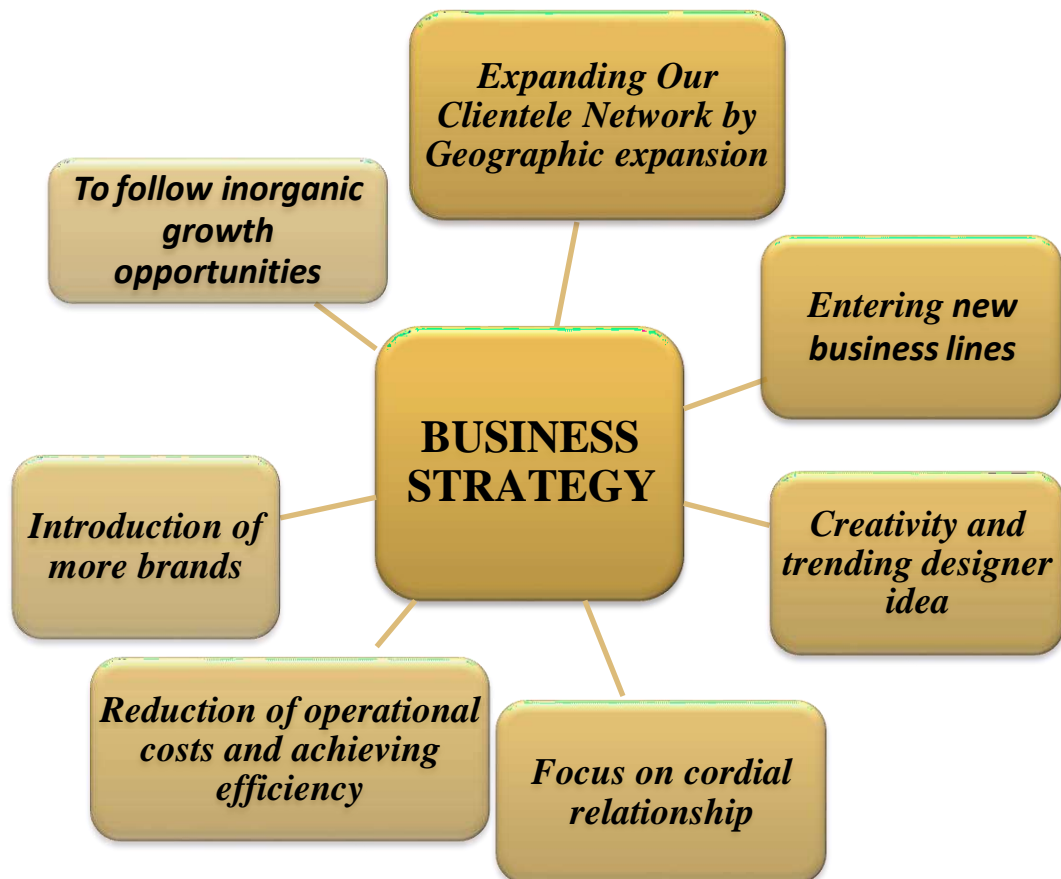 Expanding Our
Clientele Network by
Geographic expansion
To follow inorganic
growth
opportunities
Entering new
business lines
BUSINESS
STRATEGY
Introduction of
more brands
Creativity and
trending designer
idea
Reduction of operational
costs and achieving
efficiency
Focus on cordial
relationship